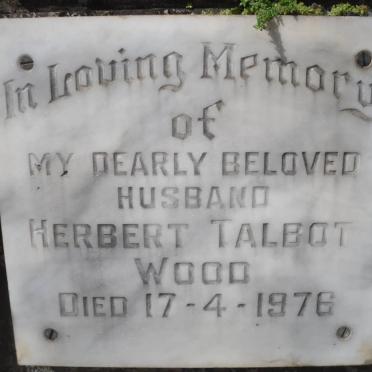 In Loving Memory
of
MY DEARLY BELOVED
HUSBAND
HERBERT TALBOT
WOOD
DIED 17-4-1976